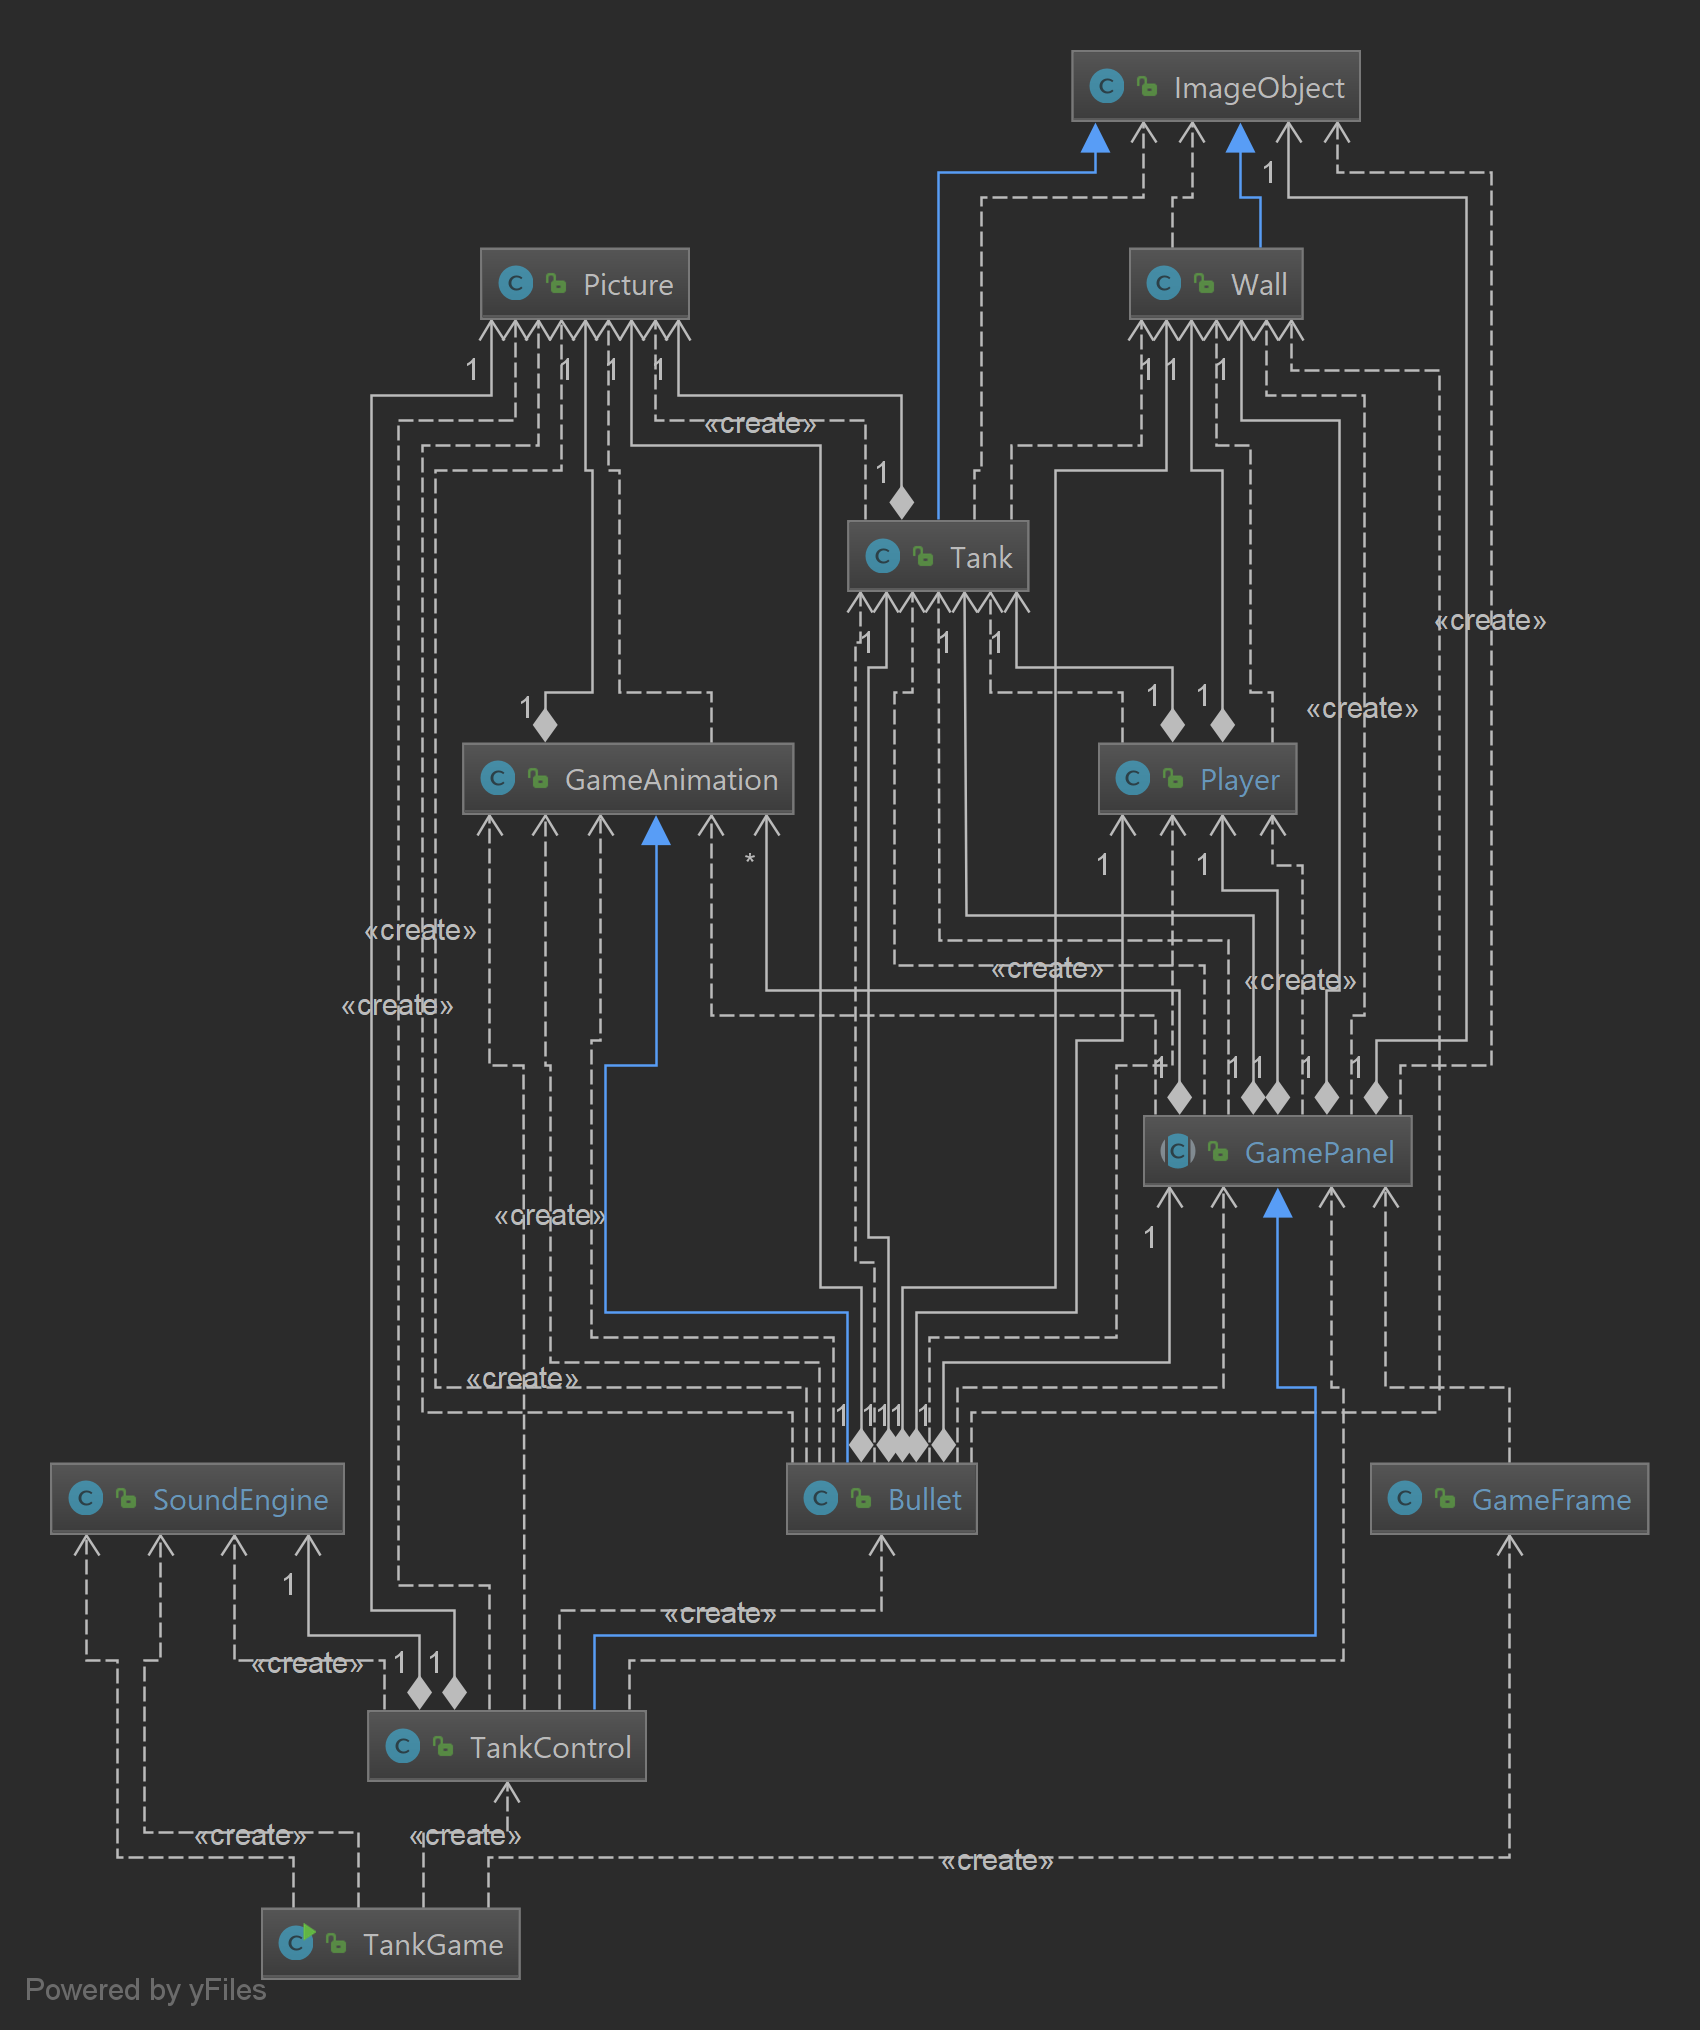 ImageObject
1
Picture
Wall
1
1
1
1
1
1
1
«create»
1
Tank
«create»
1
1
1
1
1
1
«create»
GameAnimation
Player
*
1
1
«create»
«create»
«create»
«create»
1
1
1
1
1
GamePanel
«create»
1
«create»
1
1
1
1
1
SoundEngine
Bullet
GameFrame
1
«create»
«create»
1
1
TankControl
«create»
«create»
«create»
TankGame
Powered by yFiles